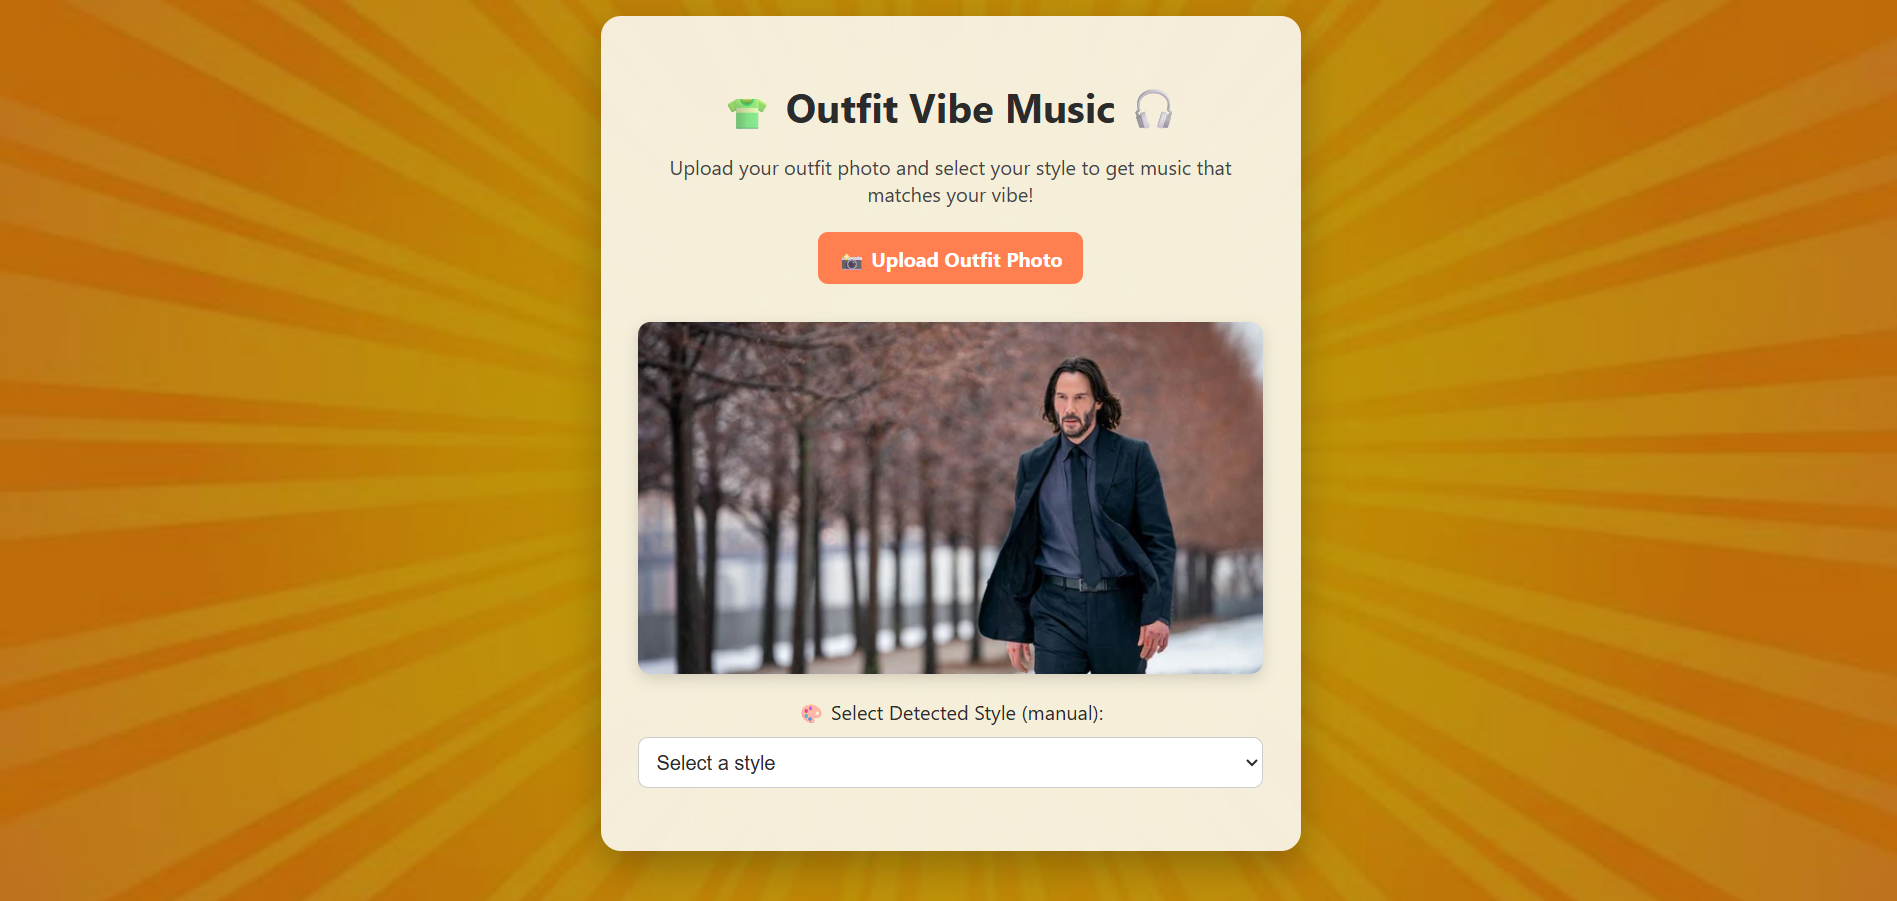 Outfit Vibe Music
Upload your outfit photo and select your style to get music that
matches your vibe!
Upload Outfit Photo
Select Detected Style (manual):
Select a style